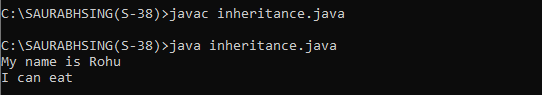 C:\SAURABHSING(S-38)>javac inheritance.java
C:\SAURABHSING(S-38)>java inheritance.java
My name is Rohu
I can eat